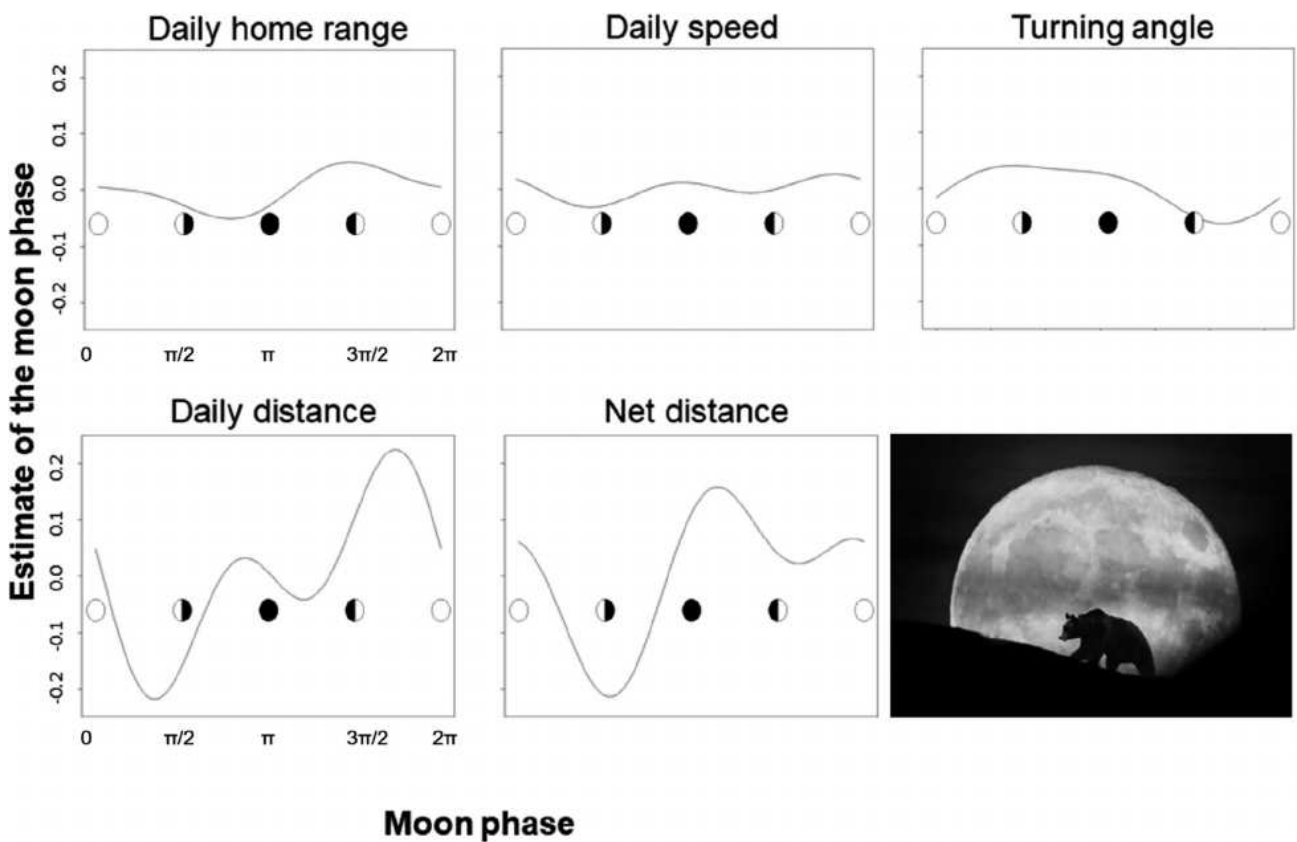 Daily home range
Daily speed
Turning angle
Estimate of the moon phase
0.2
0.1
0.0
-0.1
-0.2
0 π/2 π 3π/2 2π
Daily distance
Net distance
0.2
0.1
0.0
-0.1
-0.2
0 π/2 π 3π/2 2π
Moon phase